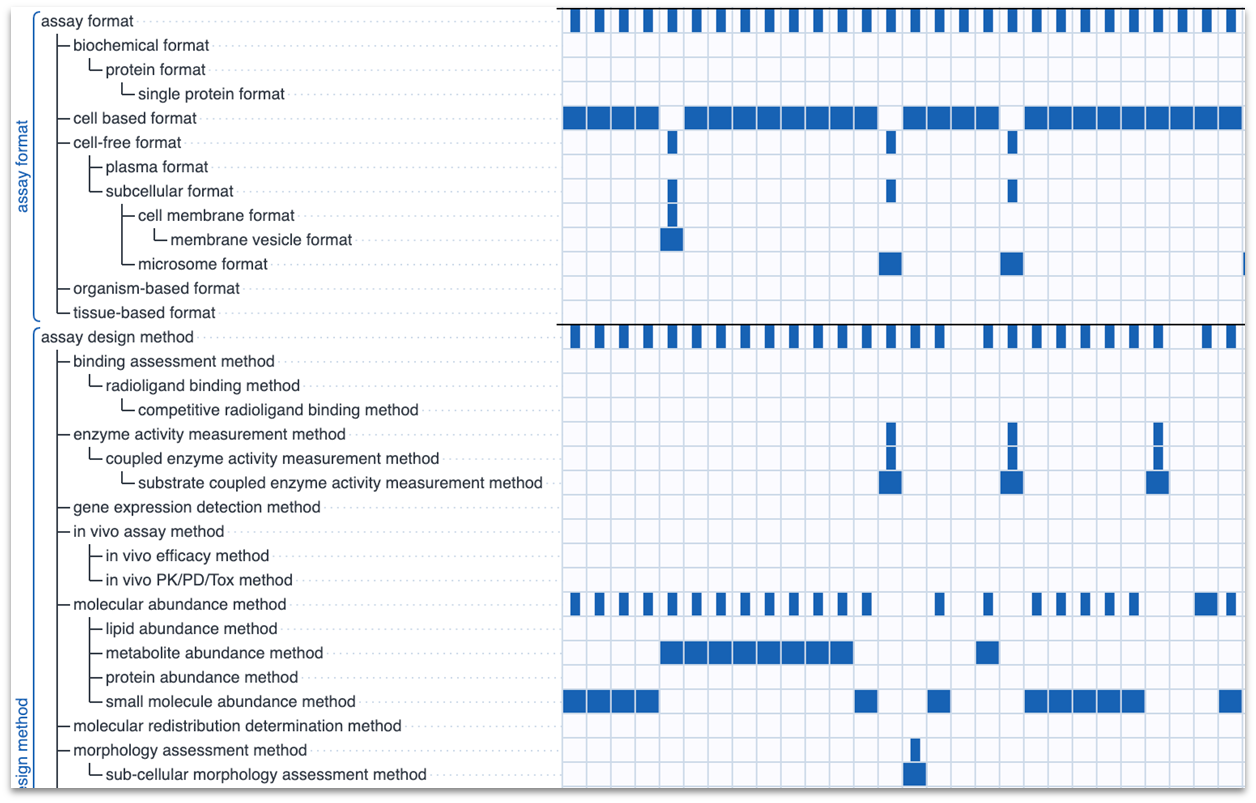 assay format
assay format
biochemical format
protein format
single protein format
cell based format
cell-free format
plasma format
subcellular format
cell membrane format
membrane vesicle format
microsome format
organism-based format
tissue-based format
esign method
assay design method
binding assessment method
radioligand binding method
competitive radioligand binding method
enzyme activity measurement method
coupled enzyme activity measurement method
substrate coupled enzyme activity measurement method
gene expression detection method
in vivo assay method
in vivo efficacy method
in vivo PK/PD/Tox method
molecular abundance method
lipid abundance method
metabolite abundance method
protein abundance method
small molecule abundance method
molecular redistribution determination method
morphology assessment method
sub-cellular morphology assessment method